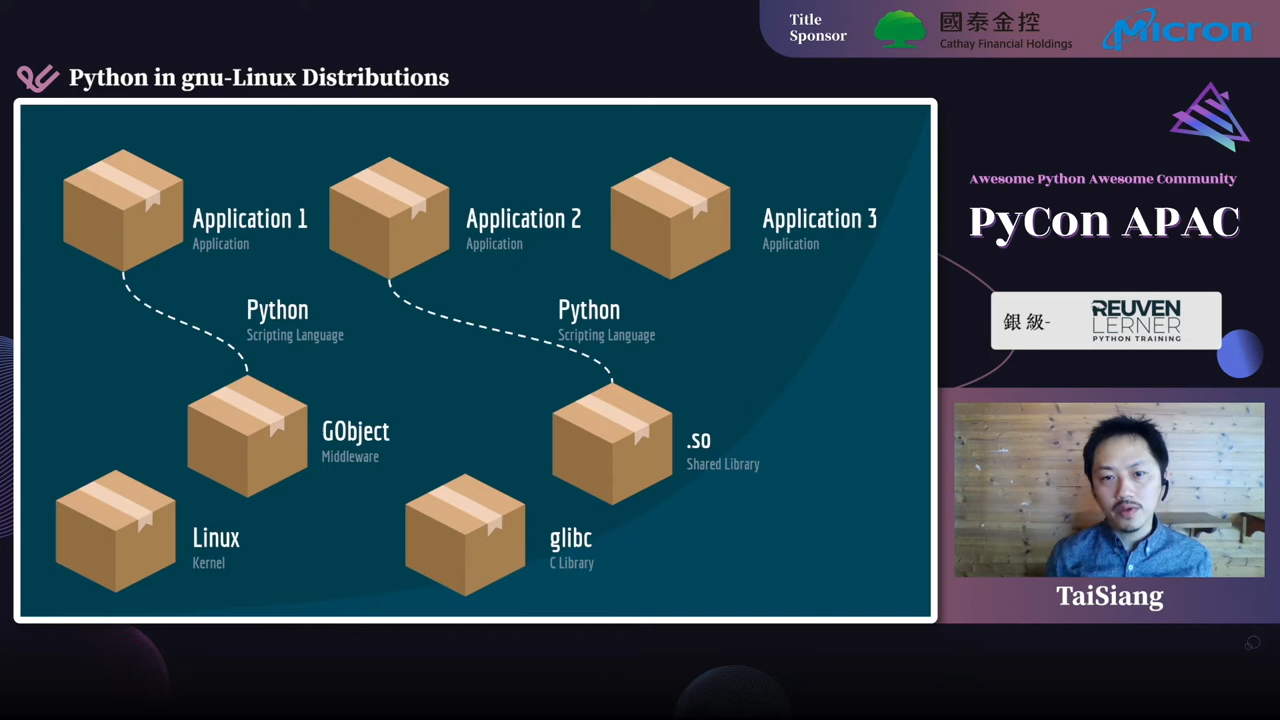 Title
Sponsor
國泰金控
Cathay Financial Holdings
Micron
Python in gnu-Linux Distributions
Application 1
Application
Application 2
Application
Application 3
Application
Python
Scripting Language
Python
Scripting Language
GObject
Middleware
.so
Shared Library
Linux
Kernel
glibc
C Library
Awesome Python Awesome Community
PyCon APAC
銀級-
REUVEN
LERNER
PYTHON TRAINING
TaiSiang